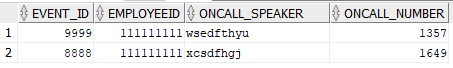 EVENT_ID EMPLOYEEID ONCALL_SPEAKER ONCALL_NUMBER
1 9999 111111111 wsedfthyu 1357
2 8888 111111111 xcsdfhgj 1649